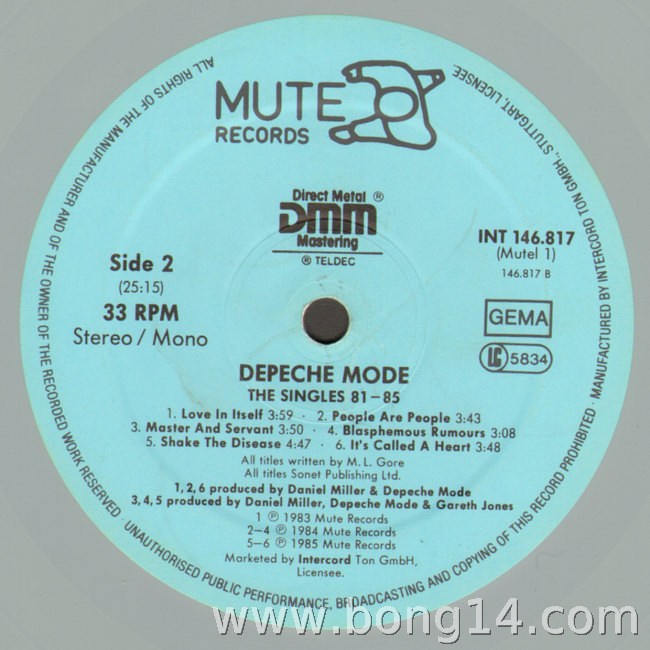 MUTE
RECORDS
Direct Metal ®
DMM
Mastering
® TELDEC
Side 2
(25:15)
33 RPM
Stereo / Mono
INT 146.817
(Mutel 1)
146.817 B
GEMA
LC 5834
DEPECHE MODE
THE SINGLES 81–85
1. Love In Itself 3:59 · 2. People Are People 3:43
3. Master And Servant 3:50 · 4. Blasphemous Rumours 3:08
5. Shake The Disease 4:47 · 6. It's Called A Heart 3:48
All titles written by M. L. Gore
All titles Sonet Publishing Ltd.
1, 2, 6 produced by Daniel Miller & Depeche Mode
3, 4, 5 produced by Daniel Miller, Depeche Mode & Gareth Jones
1 ℗ 1983 Mute Records
2–4 ℗ 1984 Mute Records
5–6 ℗ 1985 Mute Records
Marketed by Intercord Ton GmbH,
Licensee.
ALL RIGHTS OF THE MANUFACTURER AND OF THE OWNER OF THE RECORDED WORK RESERVED · UNAUTHORISED PUBLIC PERFORMANCE, BROADCASTING AND COPYING OF THIS RECORD PROHIBITED · MANUFACTURED BY INTERCORD TON GMBH, STUTTGART, LICENSEE.
www.bong14.com